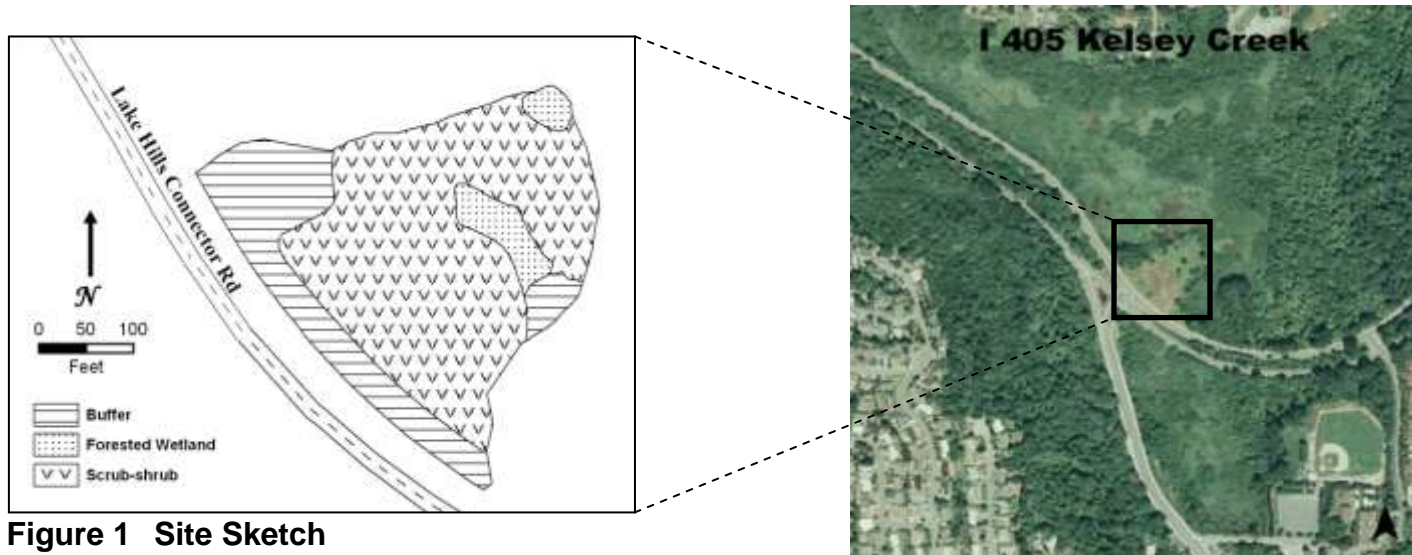 I 405 Kelsey Creek
Lake Hills Connector Rd
N
0 50 100
Feet
Buffer
Forested Wetland
Scrub-shrub
Figure 1 Site Sketch